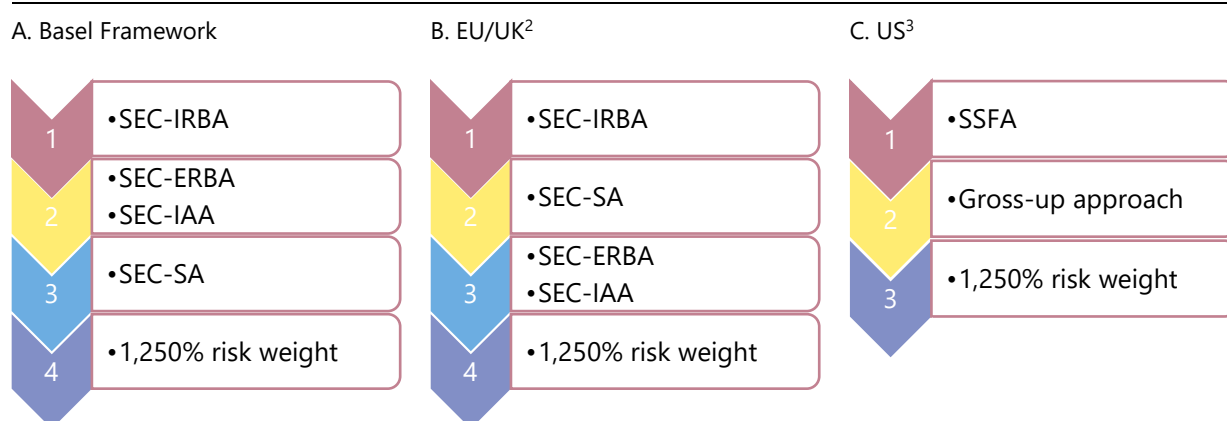 A. Basel Framework
1
•SEC-IRBA
2
•SEC-ERBA
•SEC-IAA
3
•SEC-SA
4
•1,250% risk weight
B. EU/UK²
1
•SEC-IRBA
2
•SEC-SA
3
•SEC-ERBA
•SEC-IAA
4
•1,250% risk weight
C. US³
1
•SSFA
2
•Gross-up approach
3
•1,250% risk weight